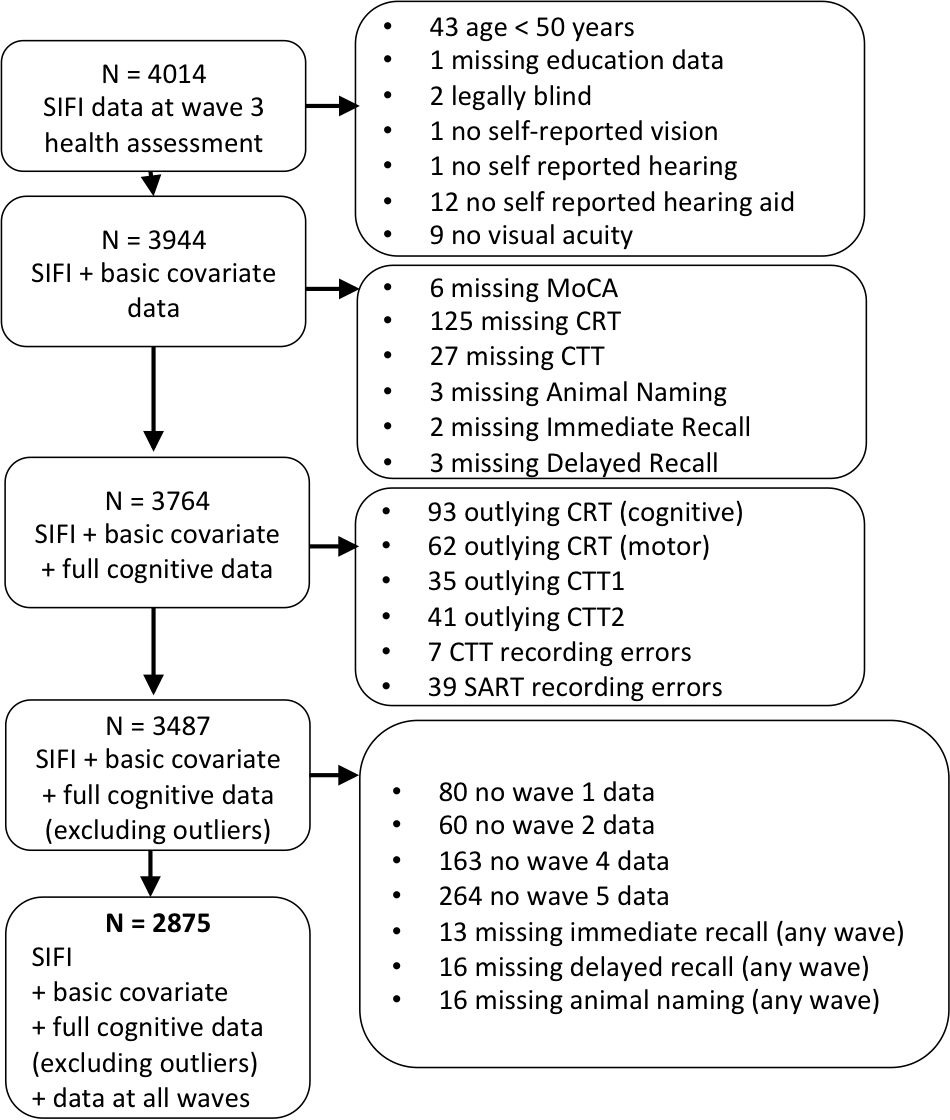 N = 4014
SIFI data at wave 3
health assessment
• 43 age < 50 years
• 1 missing education data
• 2 legally blind
• 1 no self-reported vision
• 1 no self reported hearing
• 12 no self reported hearing aid
• 9 no visual acuity
N = 3944
SIFI + basic covariate
data
• 6 missing MoCA
• 125 missing CRT
• 27 missing CTT
• 3 missing Animal Naming
• 2 missing Immediate Recall
• 3 missing Delayed Recall
N = 3764
SIFI + basic covariate
+ full cognitive data
• 93 outlying CRT (cognitive)
• 62 outlying CRT (motor)
• 35 outlying CTT1
• 41 outlying CTT2
• 7 CTT recording errors
• 39 SART recording errors
N = 3487
SIFI + basic covariate
+ full cognitive data
(excluding outliers)
• 80 no wave 1 data
• 60 no wave 2 data
• 163 no wave 4 data
• 264 no wave 5 data
• 13 missing immediate recall (any wave)
• 16 missing delayed recall (any wave)
• 16 missing animal naming (any wave)
N = 2875
SIFI
+ basic covariate
+ full cognitive data
(excluding outliers)
+ data at all waves